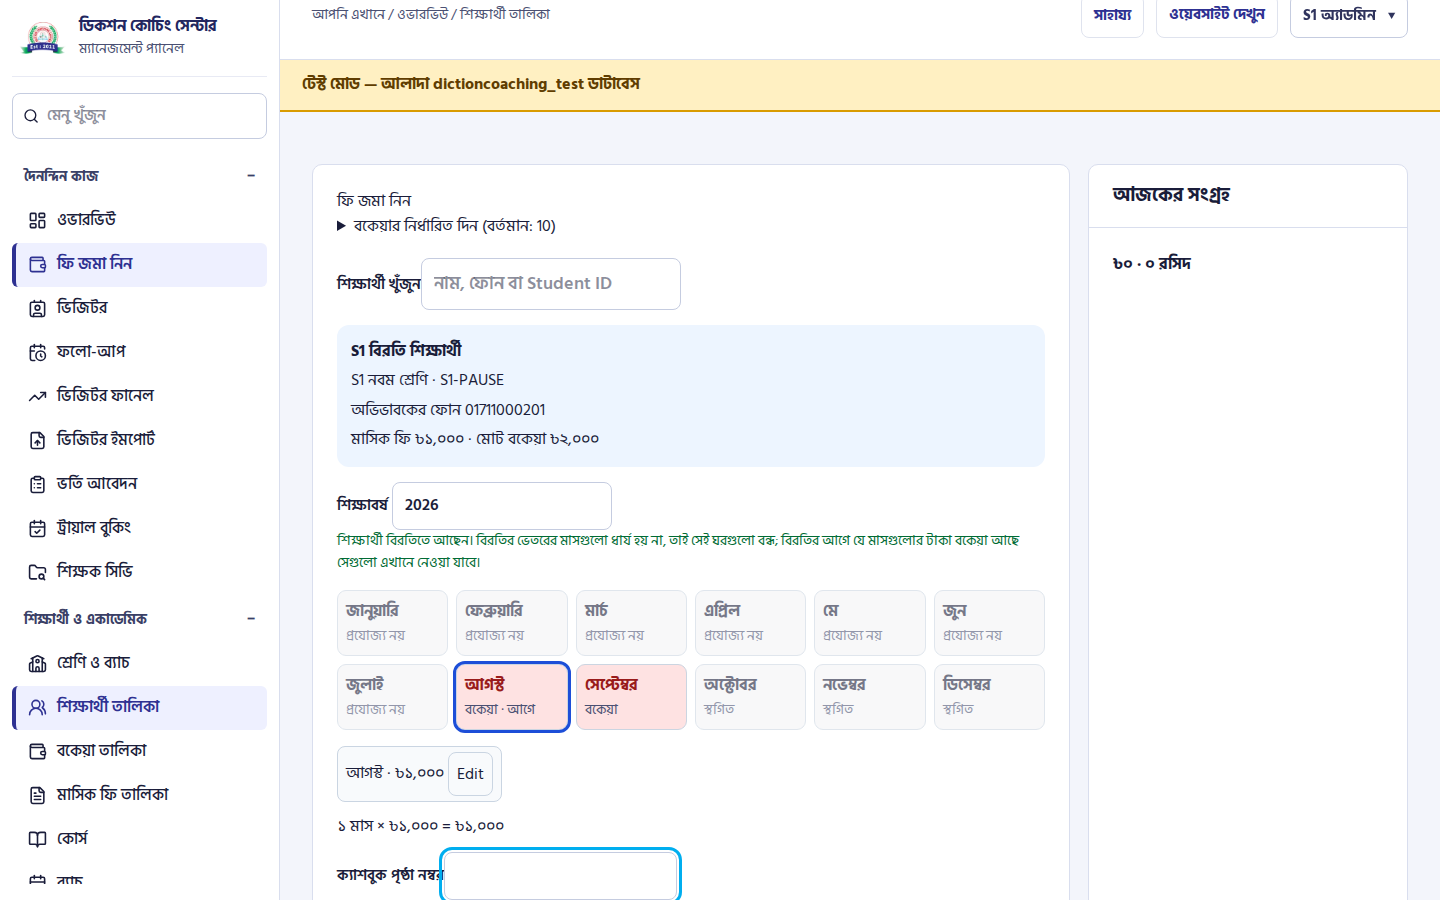 ডিকশন কোচিং সেন্টার
ম্যানেজমেন্ট প্যানেল
Est : 2011
মেনু খুঁজুন
দৈনন্দিন কাজ
ওভারভিউ
ফি জমা নিন
ভিজিটর
ফলো-আপ
ভিজিটর ফানেল
ভিজিটর ইমপোর্ট
ভর্তি আবেদন
ট্রায়াল বুকিং
শিক্ষক সিভি
শিক্ষার্থী ও একাডেমিক
শ্রেণি ও ব্যাচ
শিক্ষার্থী তালিকা
বকেয়া তালিকা
মাসিক ফি তালিকা
কোর্স
ব্যাচ
আপনি এখানে / ওভারভিউ / শিক্ষার্থী তালিকা
সাহায্য
ওয়েবসাইট দেখুন
S1 অ্যাডমিন
টেস্ট মোড — আলাদা dictioncoaching_test ডাটাবেস
ফি জমা নিন
বকেয়ার নির্ধারিত দিন (বর্তমান: 10)
শিক্ষার্থী খুঁজুন
নাম, ফোন বা Student ID
S1 বিরতি শিক্ষার্থী
S1 নবম শ্রেণি · S1-PAUSE
অভিভাবকের ফোন 01711000201
মাসিক ফি ৳১,০০০ · মোট বকেয়া ৳২,০০০
শিক্ষাবর্ষ 2026
শিক্ষার্থী বিরতিতে আছেন। বিরতির ভেতরের মাসগুলো ধার্য হয় না, তাই সেই ঘরগুলো বন্ধ; বিরতির আগে যে মাসগুলোর টাকা বকেয়া আছে
সেগুলো এখানে নেওয়া যাবে।
জানুয়ারি
প্রযোজ্য নয়
ফেব্রুয়ারি
প্রযোজ্য নয়
মার্চ
প্রযোজ্য নয়
এপ্রিল
প্রযোজ্য নয়
মে
প্রযোজ্য নয়
জুন
প্রযোজ্য নয়
জুলাই
প্রযোজ্য নয়
আগস্ট
বকেয়া · আগে
সেপ্টেম্বর
বকেয়া
অক্টোবর
স্থগিত
নভেম্বর
স্থগিত
ডিসেম্বর
স্থগিত
আগস্ট · ৳১,০০০ Edit
১ মাস × ৳১,০০০ = ৳১,০০০
ক্যাশবুক পৃষ্ঠা নম্বর
আজকের সংগ্রহ
৳০ · ০ রসিদ